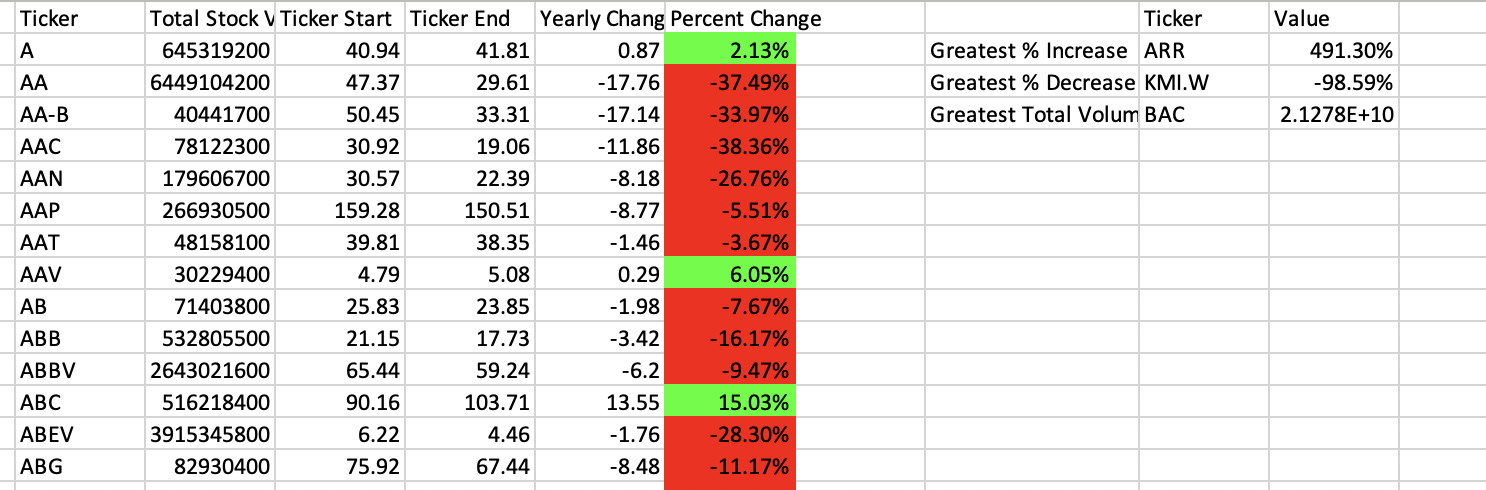 Ticker Total Stock V Ticker Start Ticker End Yearly Chang Percent Change Ticker Value
A 645319200 40.94 41.81 0.87 2.13% Greatest % Increase ARR 491.30%
AA 6449104200 47.37 29.61 -17.76 -37.49% Greatest % Decrease KMI.W -98.59%
AA-B 40441700 50.45 33.31 -17.14 -33.97% Greatest Total Volum BAC 2.1278E+10
AAC 78122300 30.92 19.06 -11.86 -38.36%
AAN 179606700 30.57 22.39 -8.18 -26.76%
AAP 266930500 159.28 150.51 -8.77 -5.51%
AAT 48158100 39.81 38.35 -1.46 -3.67%
AAV 30229400 4.79 5.08 0.29 6.05%
AB 71403800 25.83 23.85 -1.98 -7.67%
ABB 532805500 21.15 17.73 -3.42 -16.17%
ABBV 2643021600 65.44 59.24 -6.2 -9.47%
ABC 516218400 90.16 103.71 13.55 15.03%
ABEV 3915345800 6.22 4.46 -1.76 -28.30%
ABG 82930400 75.92 67.44 -8.48 -11.17%